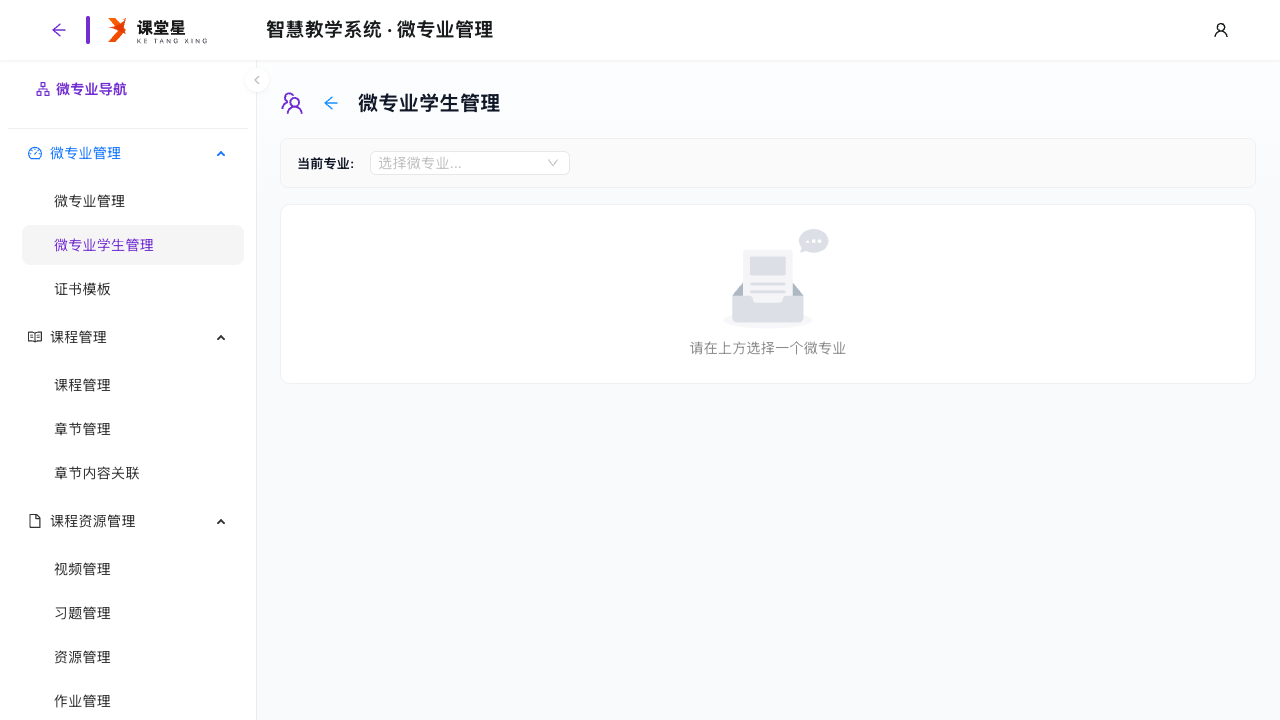 课堂星
KE TANG XING
智慧教学系统 · 微专业管理
微专业导航
微专业管理
微专业管理
微专业学生管理
证书模板
课程管理
课程管理
章节管理
章节内容关联
课程资源管理
视频管理
习题管理
资源管理
作业管理
微专业学生管理
当前专业:
选择微专业...
请在上方选择一个微专业